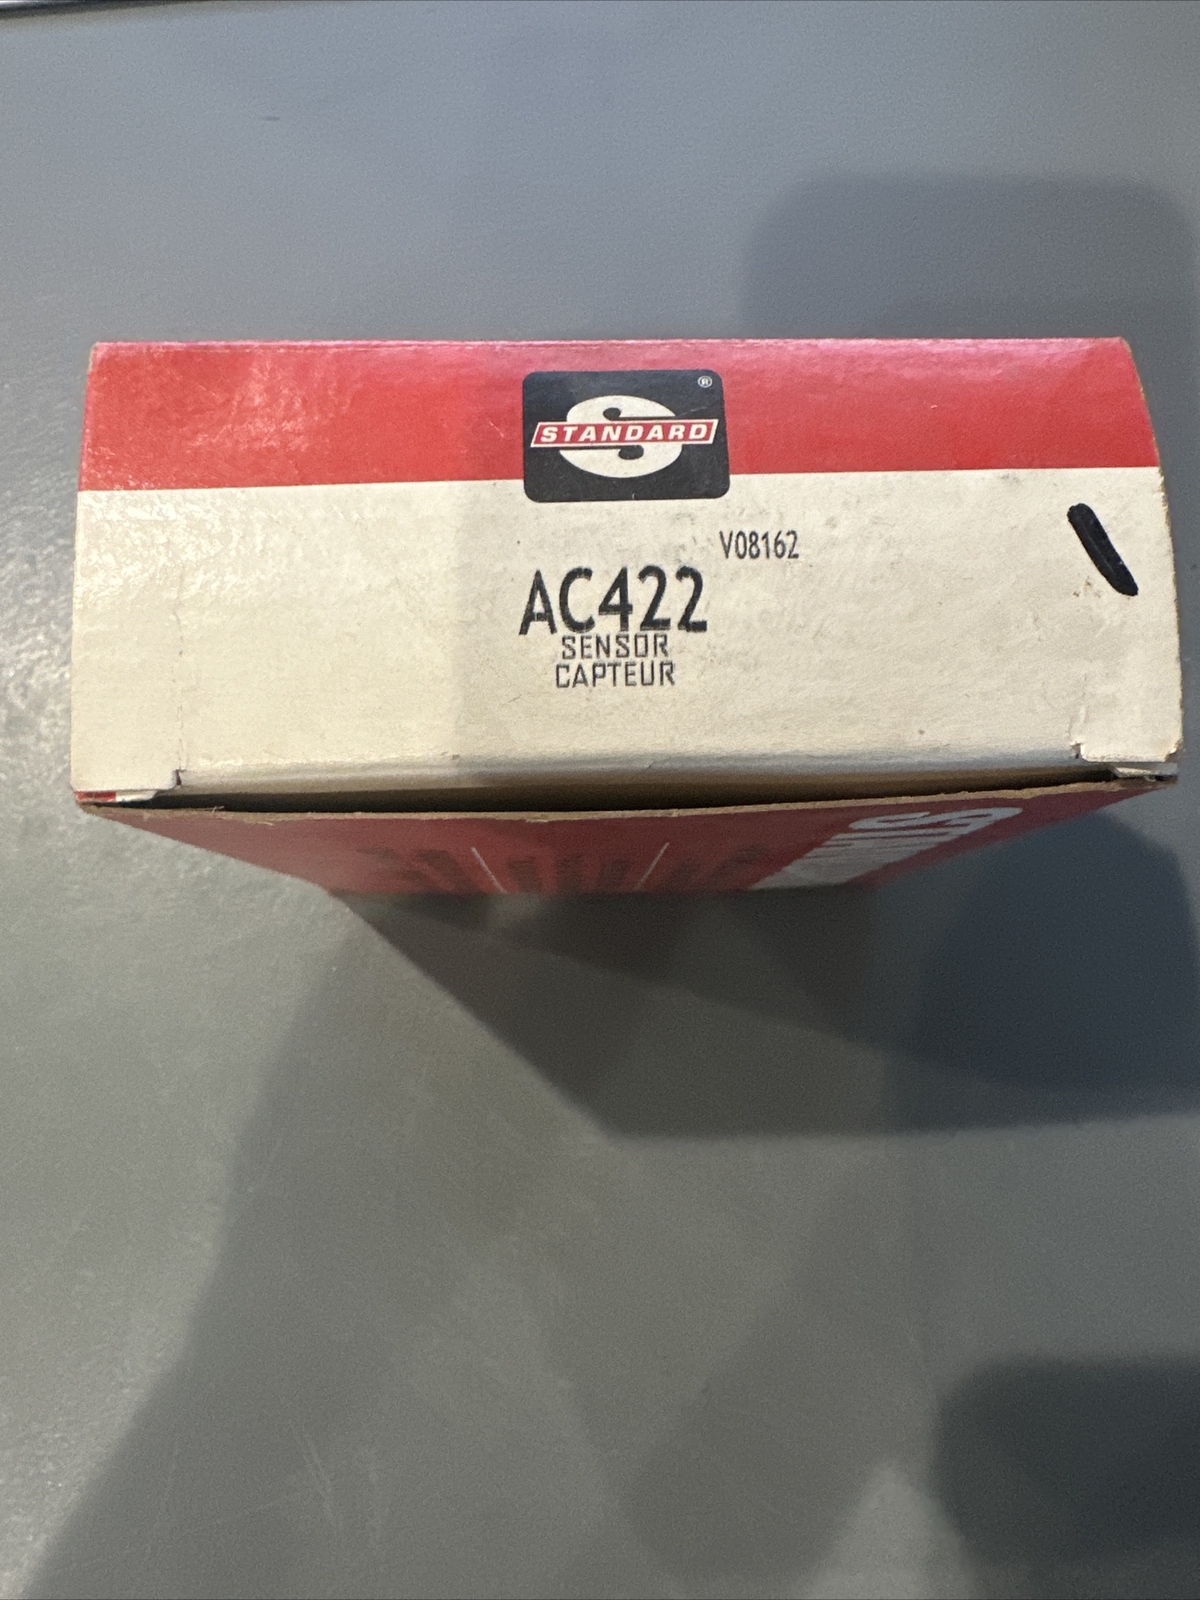 STANDARD®
V08162
AC422
SENSOR
CAPTEUR